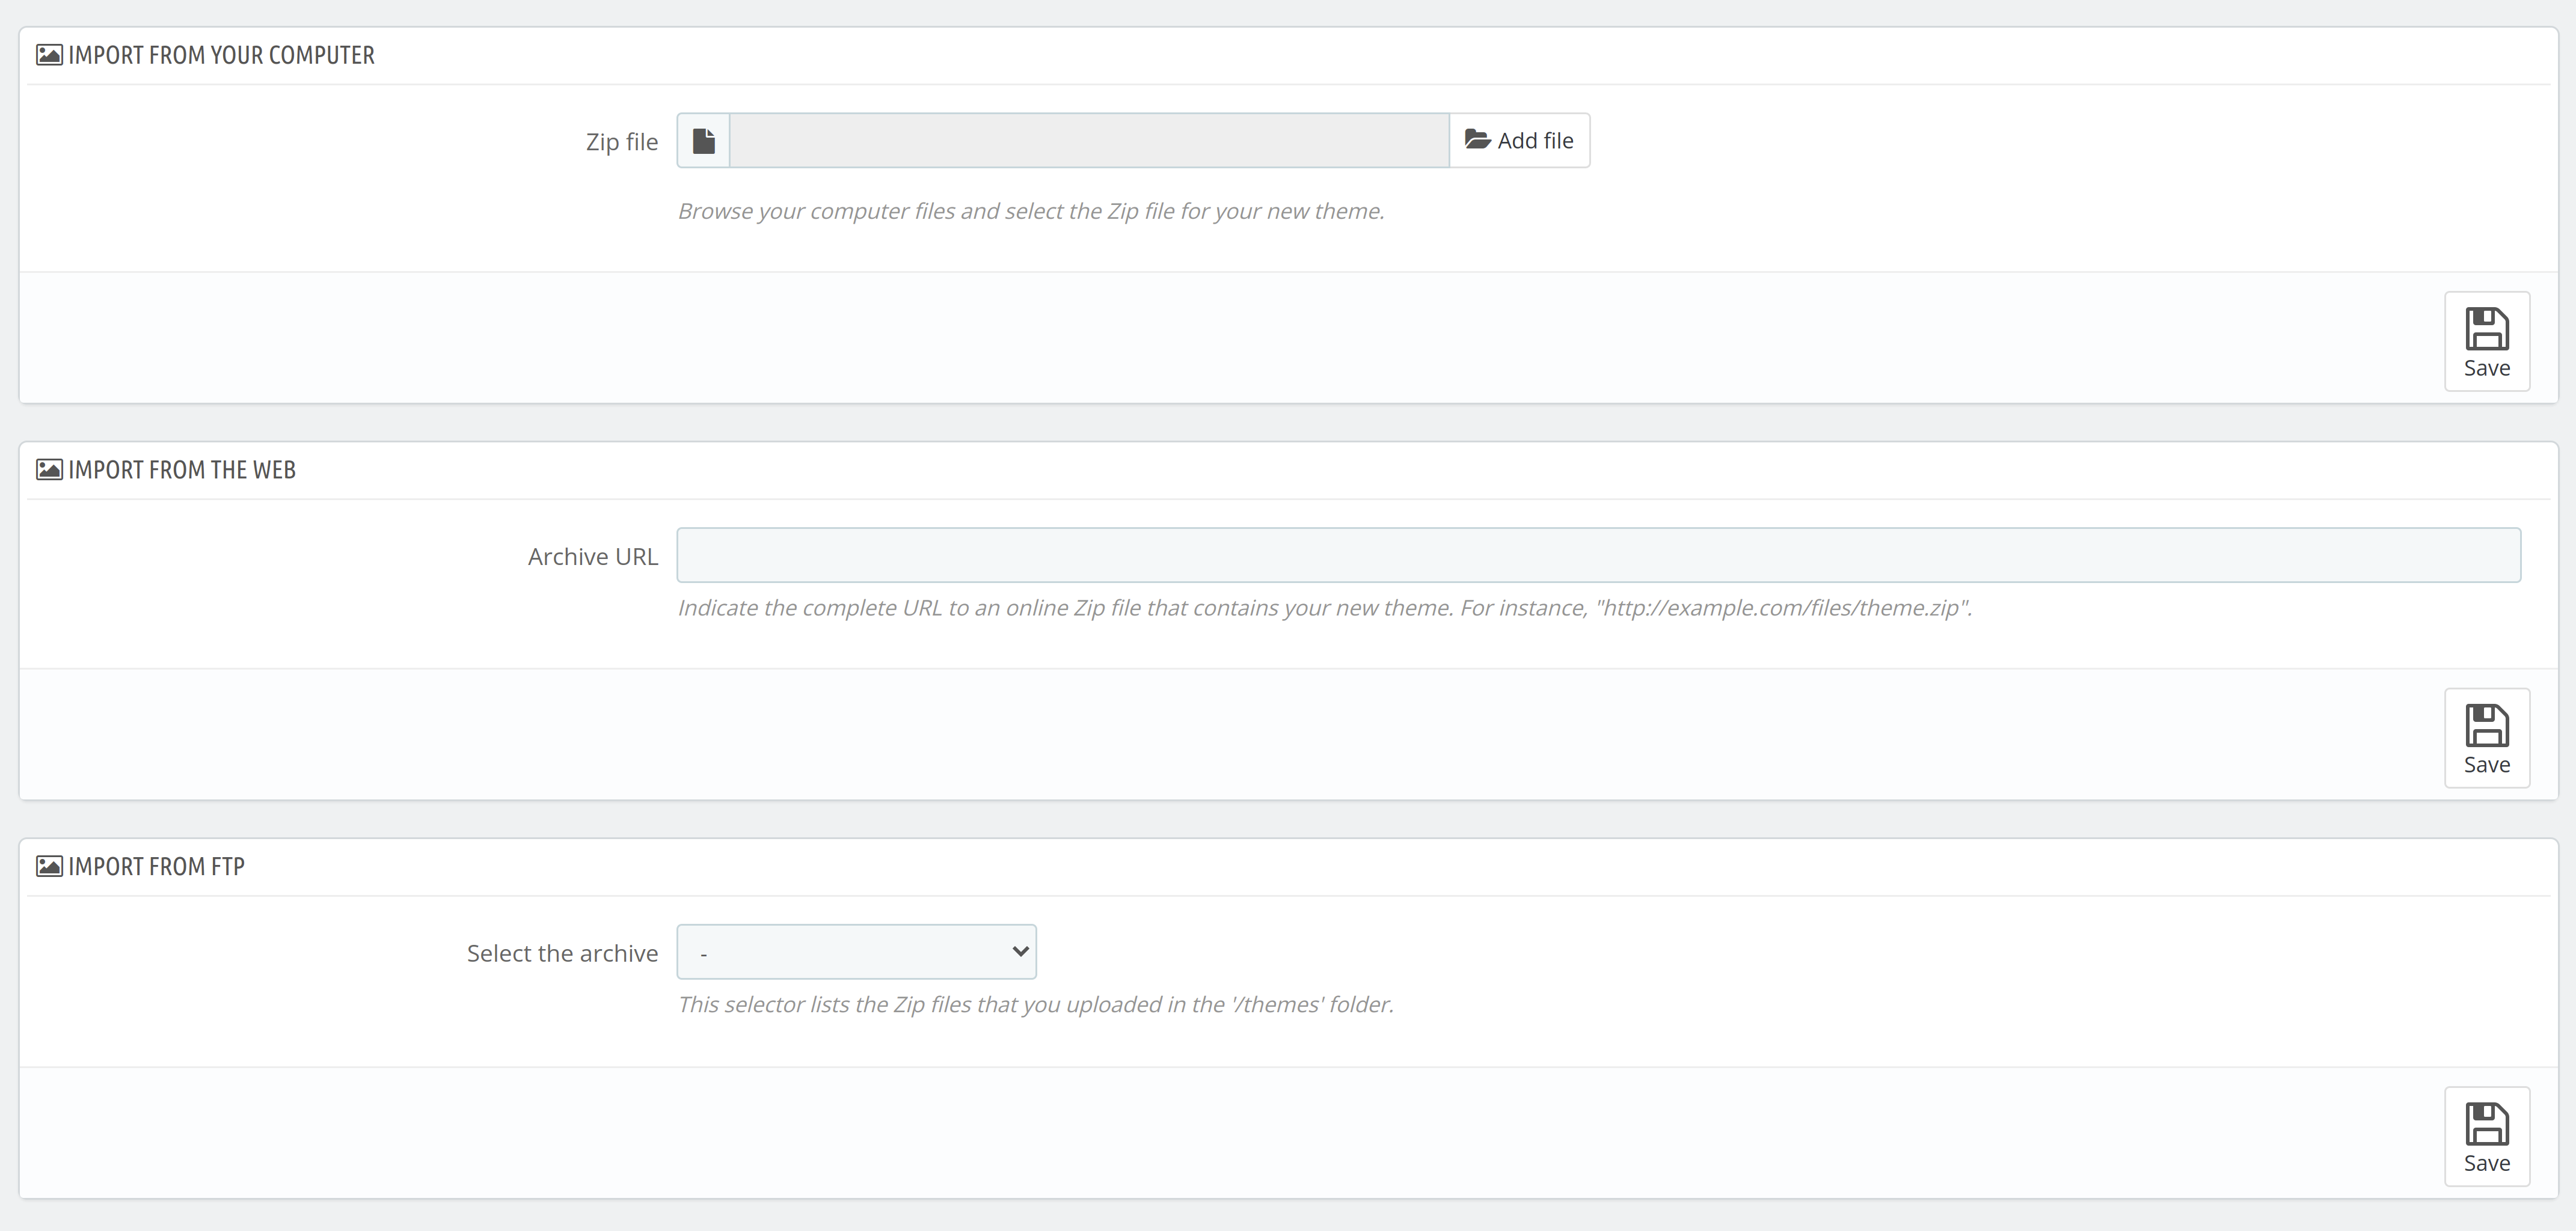 IMPORT FROM YOUR COMPUTER
Zip file
Add file
Browse your computer files and select the Zip file for your new theme.
Save
IMPORT FROM THE WEB
Archive URL
Indicate the complete URL to an online Zip file that contains your new theme. For instance, "http://example.com/files/theme.zip".
Save
IMPORT FROM FTP
Select the archive
-
This selector lists the Zip files that you uploaded in the '/themes' folder.
Save